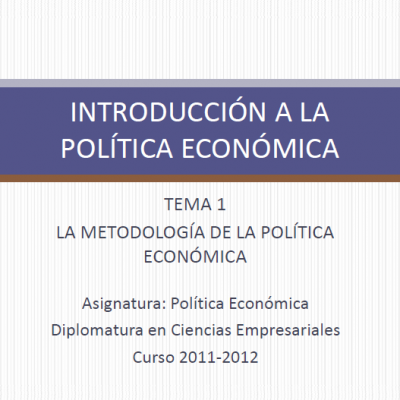 INTRODUCCIÓN A LA
POLÍTICA ECONÓMICA
TEMA 1
LA METODOLOGÍA DE LA POLÍTICA
ECONÓMICA
Asignatura: Política Económica
Diplomatura en Ciencias Empresariales
Curso 2011-2012